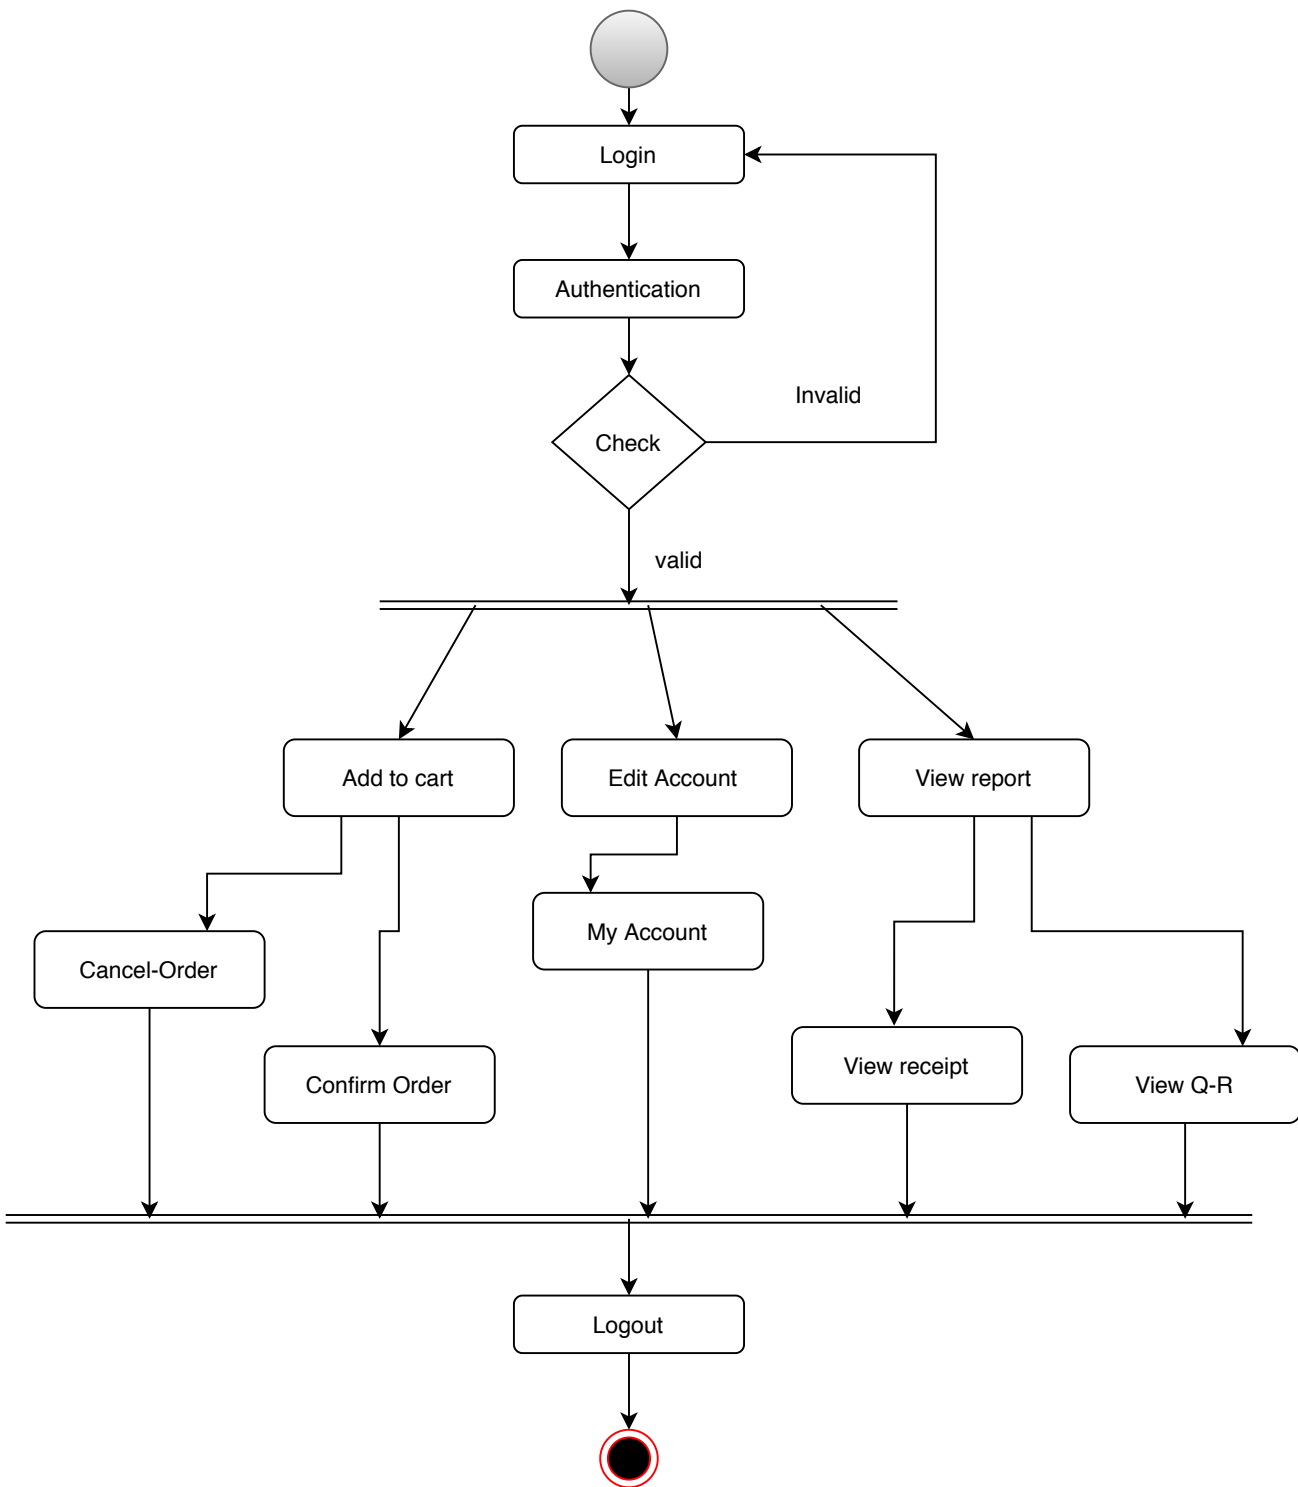 Login
Authentication
Invalid
Check
valid
Add to cart
Edit Account
View report
My Account
Cancel-Order
View receipt
Confirm Order
View Q-R
Logout